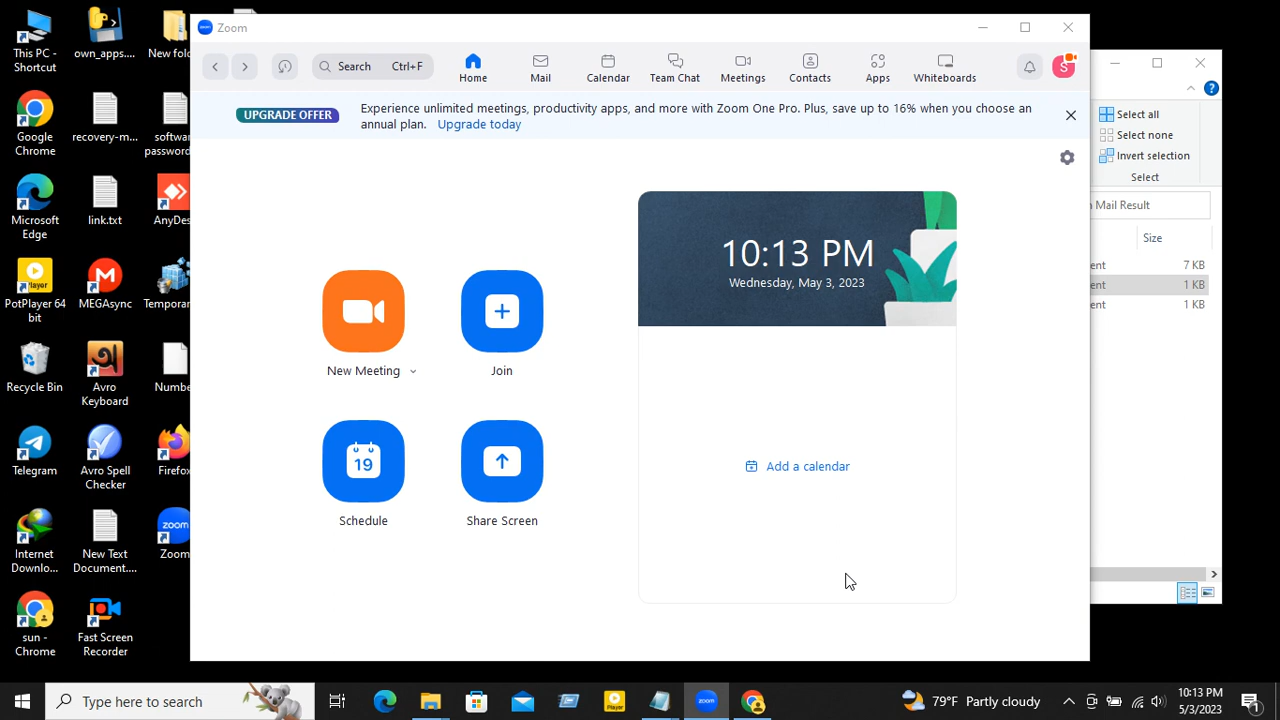 This PC -
Shortcut
own_apps....
New fol
Google
Chrome
recovery-m...
softwar
password
Microsoft
Edge
link.txt
AnyDes
PotPlayer 64
bit
MEGAsync
Tempora
Recycle Bin
Avro
Keyboard
Numbe
Telegram
Avro Spell
Checker
Firefo
Internet
Downlo...
New Text
Document....
Zoom
sun -
Chrome
Fast Screen
Recorder
Zoom
Search Ctrl+F
Home
Mail
Calendar
19
Team Chat
Meetings
Contacts
Apps
Whiteboards
S
UPGRADE OFFER
Experience unlimited meetings, productivity apps, and more with Zoom One Pro. Plus, save up to 16% when you choose an
annual plan. Upgrade today
10:13 PM
Wednesday, May 3, 2023
New Meeting
Join
Schedule
Share Screen
Add a calendar
Select all
Select none
Invert selection
Select
Mail Result
Size
ent 7 KB
ent 1 KB
ent 1 KB
Type here to search
zoom
79°F Partly cloudy
10:13 PM
5/3/2023
1